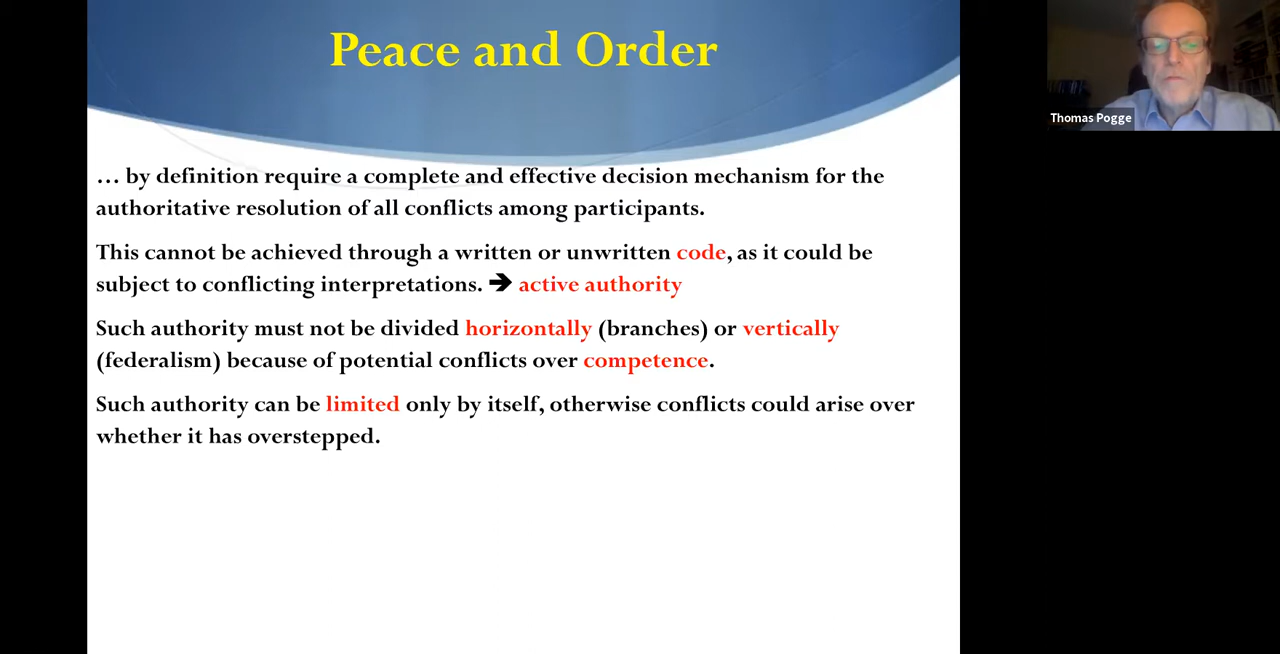 Peace and Order
Thomas Pogge
… by definition require a complete and effective decision mechanism for the
authoritative resolution of all conflicts among participants.
This cannot be achieved through a written or unwritten code, as it could be
subject to conflicting interpretations. ➔ active authority
Such authority must not be divided horizontally (branches) or vertically
(federalism) because of potential conflicts over competence.
Such authority can be limited only by itself, otherwise conflicts could arise over
whether it has overstepped.